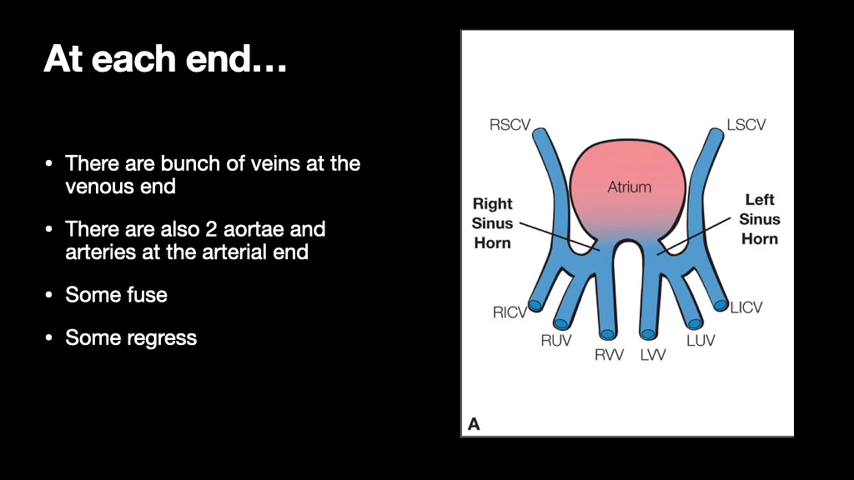 At each end…
• There are bunch of veins at the
venous end
• There are also 2 aortae and
arteries at the arterial end
• Some fuse
• Some regress
RSCV
LSCV
Atrium
Right
Sinus
Horn
Left
Sinus
Horn
RICV
LICV
RUV
LUV
RVV
LVV
A